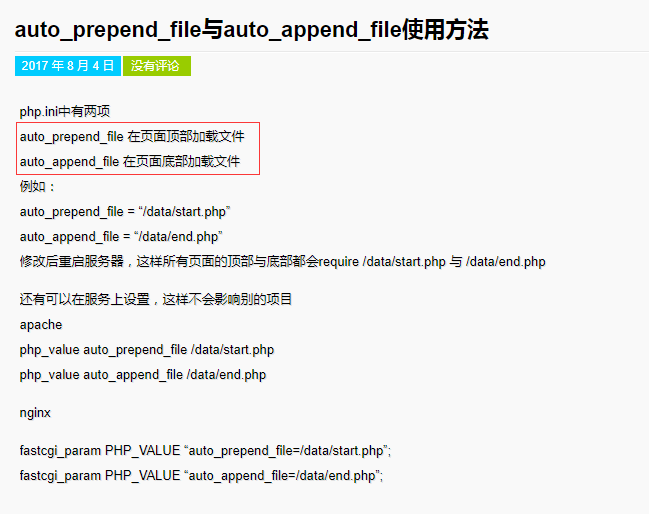 auto_prepend_file与auto_append_file使用方法
2017 年 8 月 4 日 没有评论
php.ini中有两项
auto_prepend_file 在页面顶部加载文件
auto_append_file 在页面底部加载文件
例如：
auto_prepend_file = “/data/start.php”
auto_append_file = “/data/end.php”
修改后重启服务器，这样所有页面的顶部与底部都会require /data/start.php 与 /data/end.php
还有可以在服务上设置，这样不会影响别的项目
apache
php_value auto_prepend_file /data/start.php
php_value auto_append_file /data/end.php
nginx
fastcgi_param PHP_VALUE “auto_prepend_file=/data/start.php”;
fastcgi_param PHP_VALUE “auto_append_file=/data/end.php”;